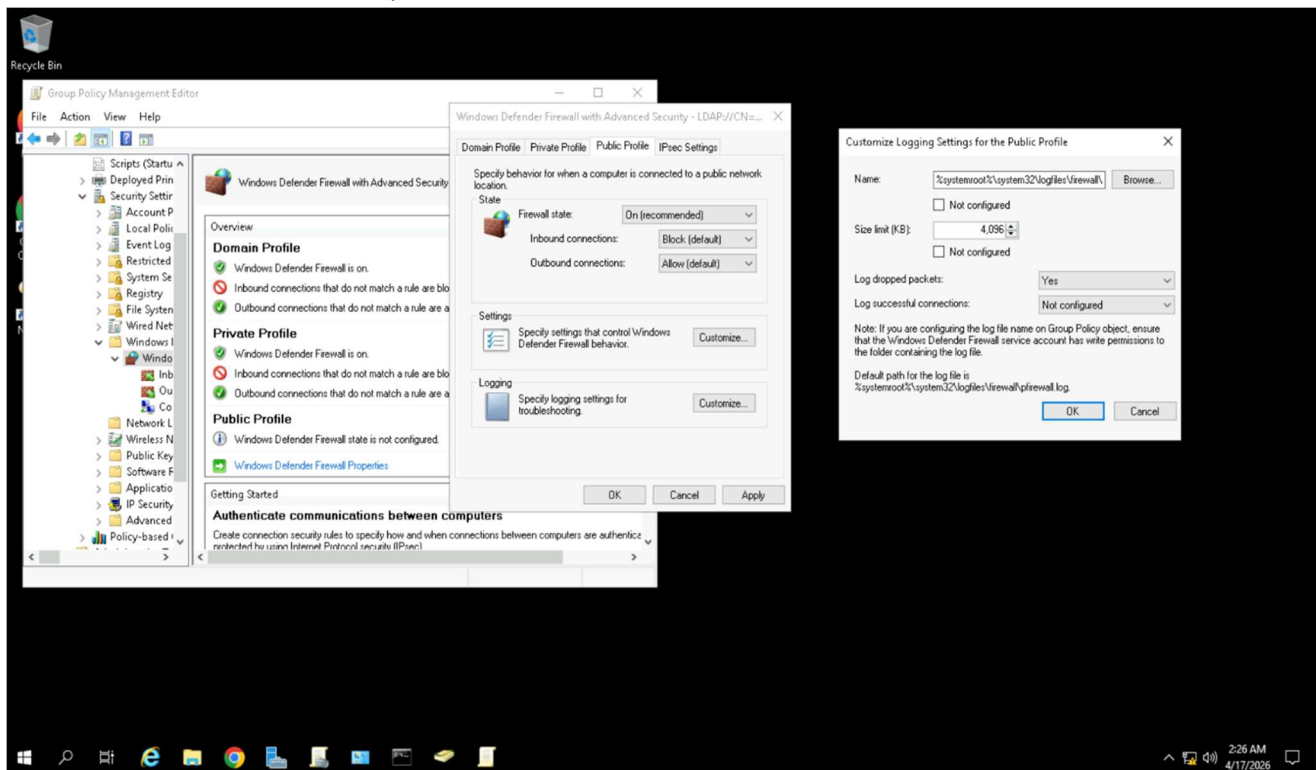 Recycle Bin
Group Policy Management Editor
File Action View Help
Scripts (Startu
Deployed Prin
Security Settir
Account P
Local Polic
Event Log
Restricted
System Se
Registry
File System
Wired Net
Windows I
Windo
Inb
Ou
Co
Network L
Wireless N
Public Key
Software F
Applicatio
IP Security
Advanced
Policy-based
Windows Defender Firewall with Advanced Security
Overview
Domain Profile
Windows Defender Firewall is on.
Inbound connections that do not match a rule are blo
Outbound connections that do not match a rule are a
Private Profile
Windows Defender Firewall is on.
Inbound connections that do not match a rule are blo
Outbound connections that do not match a rule are a
Public Profile
Windows Defender Firewall state is not configured.
Windows Defender Firewall Properties
Getting Started
Authenticate communications between computers
Create connection security rules to specify how and when connections between computers are authentica
protected by using Internet Protocol security (IPsec)
Windows Defender Firewall with Advanced Security - LDAP://CN=...
Domain Profile Private Profile Public Profile IPsec Settings
Specify behavior for when a computer is connected to a public network
location.
State
Firewall state: On (recommended)
Inbound connections: Block (default)
Outbound connections: Allow (default)
Settings
Specify settings that control Windows
Defender Firewall behavior.
Customize...
Logging
Specify logging settings for
troubleshooting.
Customize...
OK Cancel Apply
Customize Logging Settings for the Public Profile
Name: %systemroot%\system32\logfiles\firewall\ Browse...
Not configured
Size limit (KB): 4,096
Not configured
Log dropped packets: Yes
Log successful connections: Not configured
Note: If you are configuring the log file name on Group Policy object, ensure
that the Windows Defender Firewall service account has write permissions to
the folder containing the log file.
Default path for the log file is
%systemroot%\system32\logfiles\firewall\pfirewall.log.
OK Cancel
2:26 AM
4/17/2026